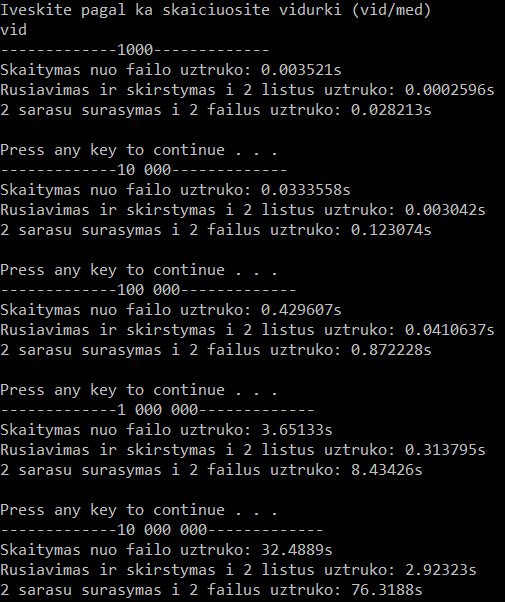 Iveskite pagal ka skaiciuosite vidurki (vid/med)
vid
-------------1000-------------
Skaitymas nuo failo uztruko: 0.003521s
Rusiavimas ir skirstymas i 2 listus uztruko: 0.0002596s
2 sarasu surasymas i 2 failus uztruko: 0.028213s
Press any key to continue . . .
-------------10 000-------------
Skaitymas nuo failo uztruko: 0.0333558s
Rusiavimas ir skirstymas i 2 listus uztruko: 0.003042s
2 sarasu surasymas i 2 failus uztruko: 0.123074s
Press any key to continue . . .
-------------100 000-------------
Skaitymas nuo failo uztruko: 0.429607s
Rusiavimas ir skirstymas i 2 listus uztruko: 0.0410637s
2 sarasu surasymas i 2 failus uztruko: 0.872228s
Press any key to continue . . .
-------------1 000 000-------------
Skaitymas nuo failo uztruko: 3.65133s
Rusiavimas ir skirstymas i 2 listus uztruko: 0.313795s
2 sarasu surasymas i 2 failus uztruko: 8.43426s
Press any key to continue . . .
-------------10 000 000-------------
Skaitymas nuo failo uztruko: 32.4889s
Rusiavimas ir skirstymas i 2 listus uztruko: 2.92323s
2 sarasu surasymas i 2 failus uztruko: 76.3188s